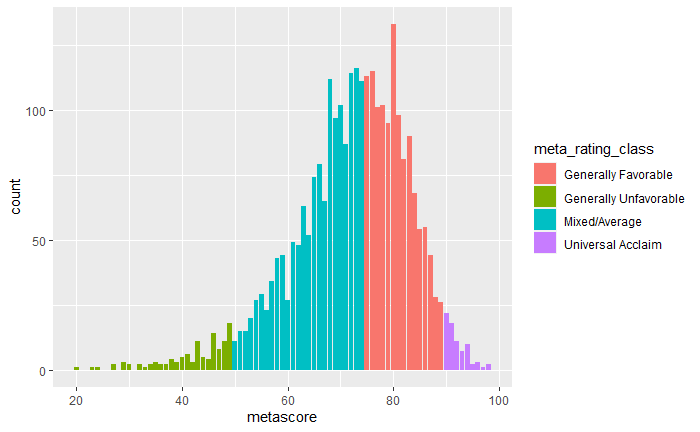 100
50
0
count
20 40 60 80 100
metascore
meta_rating_class
Generally Favorable
Generally Unfavorable
Mixed/Average
Universal Acclaim